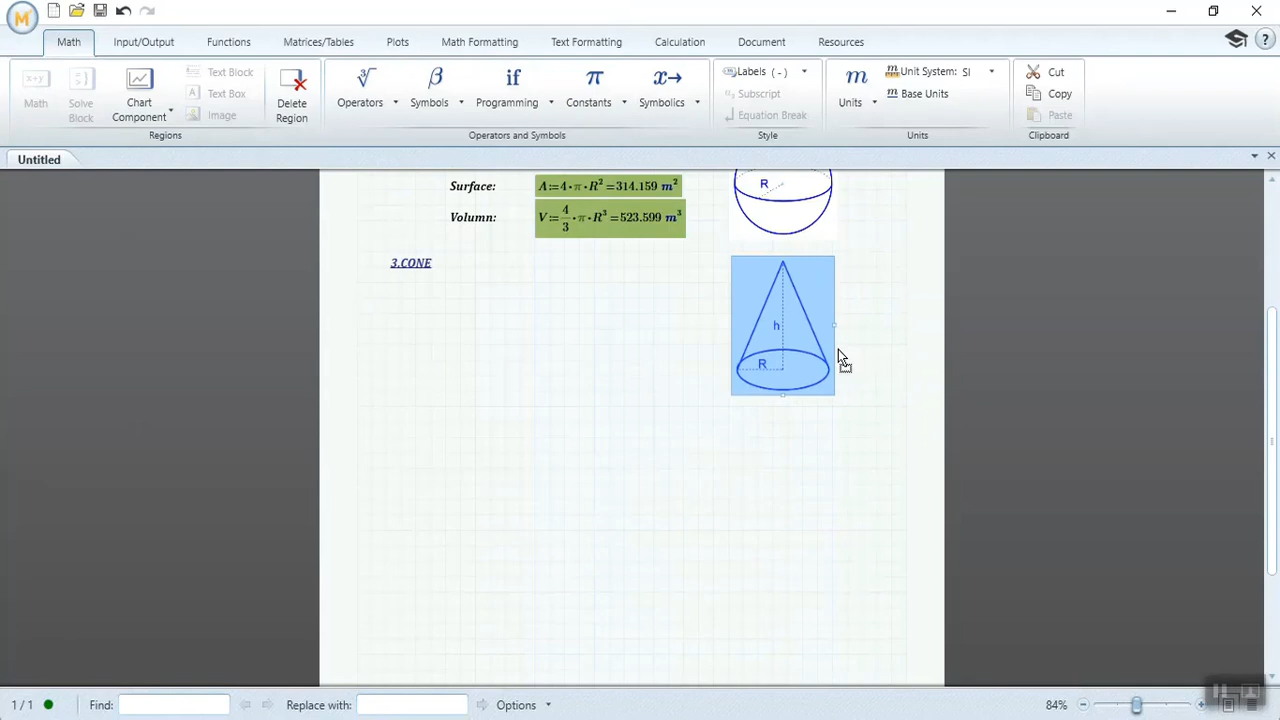 M
Math Input/Output Functions Matrices/Tables Plots Math Formatting Text Formatting Calculation Document Resources ?
Math Solve Block Chart Component Text Block Text Box Image Delete Region
Regions
√ Operators β Symbols if Programming π Constants x→ Symbolics
Operators and Symbols
Labels ( - ) Subscript Equation Break
Style
m Units Unit System: SI Base Units
Units
Cut Copy Paste
Clipboard
Untitled
Surface: A:=4·π·R²=314.159 m² R
Volumn: V:=4/3·π·R³=523.599 m³
3.CONE
h
R
1 / 1 Find: Replace with: Options 84%